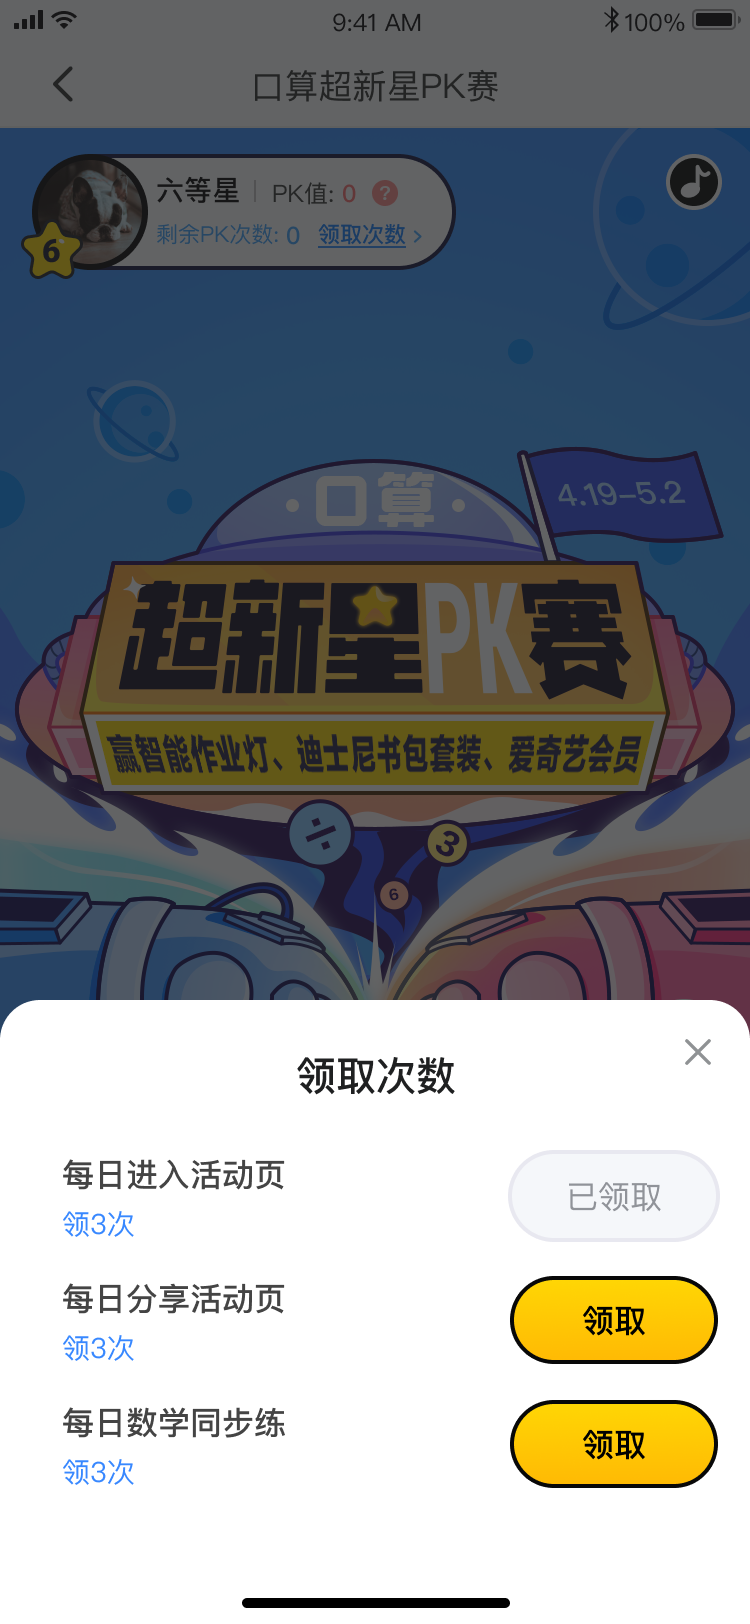 9:41 AM
100%
口算超新星PK赛
六等星 | PK值: 0 ?
6
剩余PK次数: 0 领取次数 >
4.19-5.2
·口算·
超新星PK赛
赢智能作业灯、迪士尼书包套装、爱奇艺会员
÷
3
6
领取次数
每日进入活动页
领3次
已领取
每日分享活动页
领3次
领取
每日数学同步练
领3次
领取